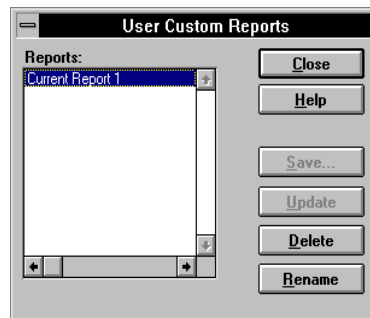 User Custom Reports
Reports:
Current Report 1
Close
Help
Save...
Update
Delete
Rename